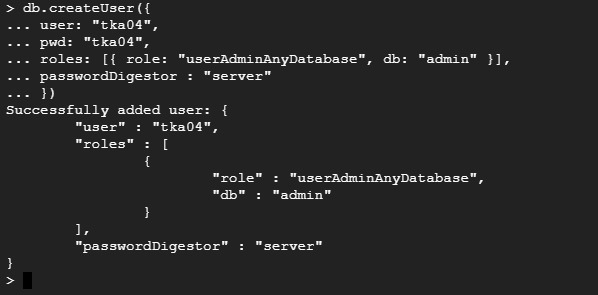 > db.createUser({
... user: "tka04",
... pwd: "tka04",
... roles: [{ role: "userAdminAnyDatabase", db: "admin" }],
... passwordDigestor : "server"
... })
Successfully added user: {
        "user" : "tka04",
        "roles" : [
                {
                        "role" : "userAdminAnyDatabase",
                        "db" : "admin"
                }
        ],
        "passwordDigestor" : "server"
}
>